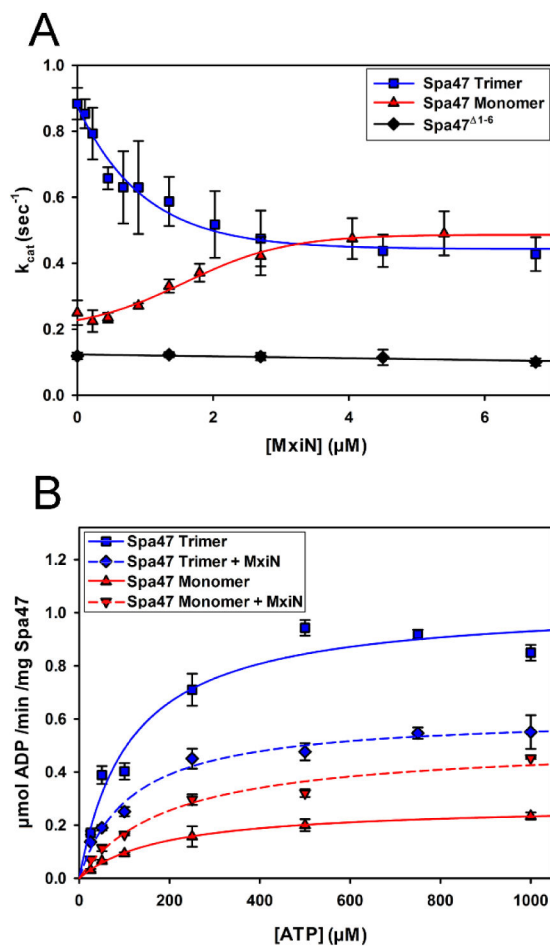 A
1.0
0.8
0.6
0.4
0.2
0.0
k_cat (sec⁻¹)
Spa47 Trimer
Spa47 Monomer
Spa47^Δ1-6
0 2 4 6
[MxiN] (µM)
B
1.2
1.0
0.8
0.6
0.4
0.2
0.0
µmol ADP /min /mg Spa47
Spa47 Trimer
Spa47 Trimer + MxiN
Spa47 Monomer
Spa47 Monomer + MxiN
0 200 400 600 800 1000
[ATP] (µM)